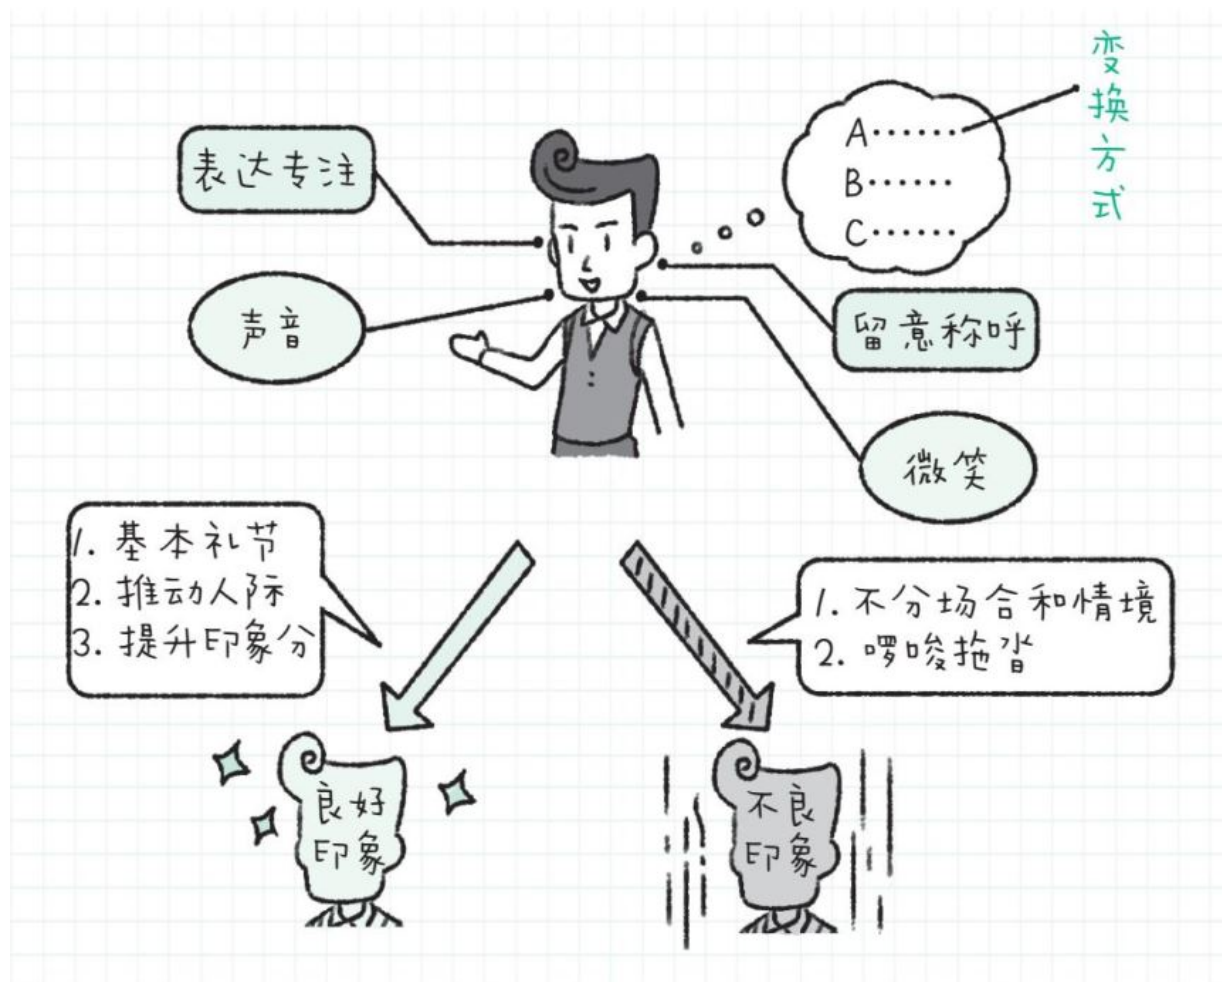 变换方式
A……
B……
C……
表达专注
声音
留意称呼
微笑
1. 基本礼节
2. 推动人际
3. 提升印象分
1. 不分场合和情境
2. 啰唆拖沓
良好
印象
不良
印象